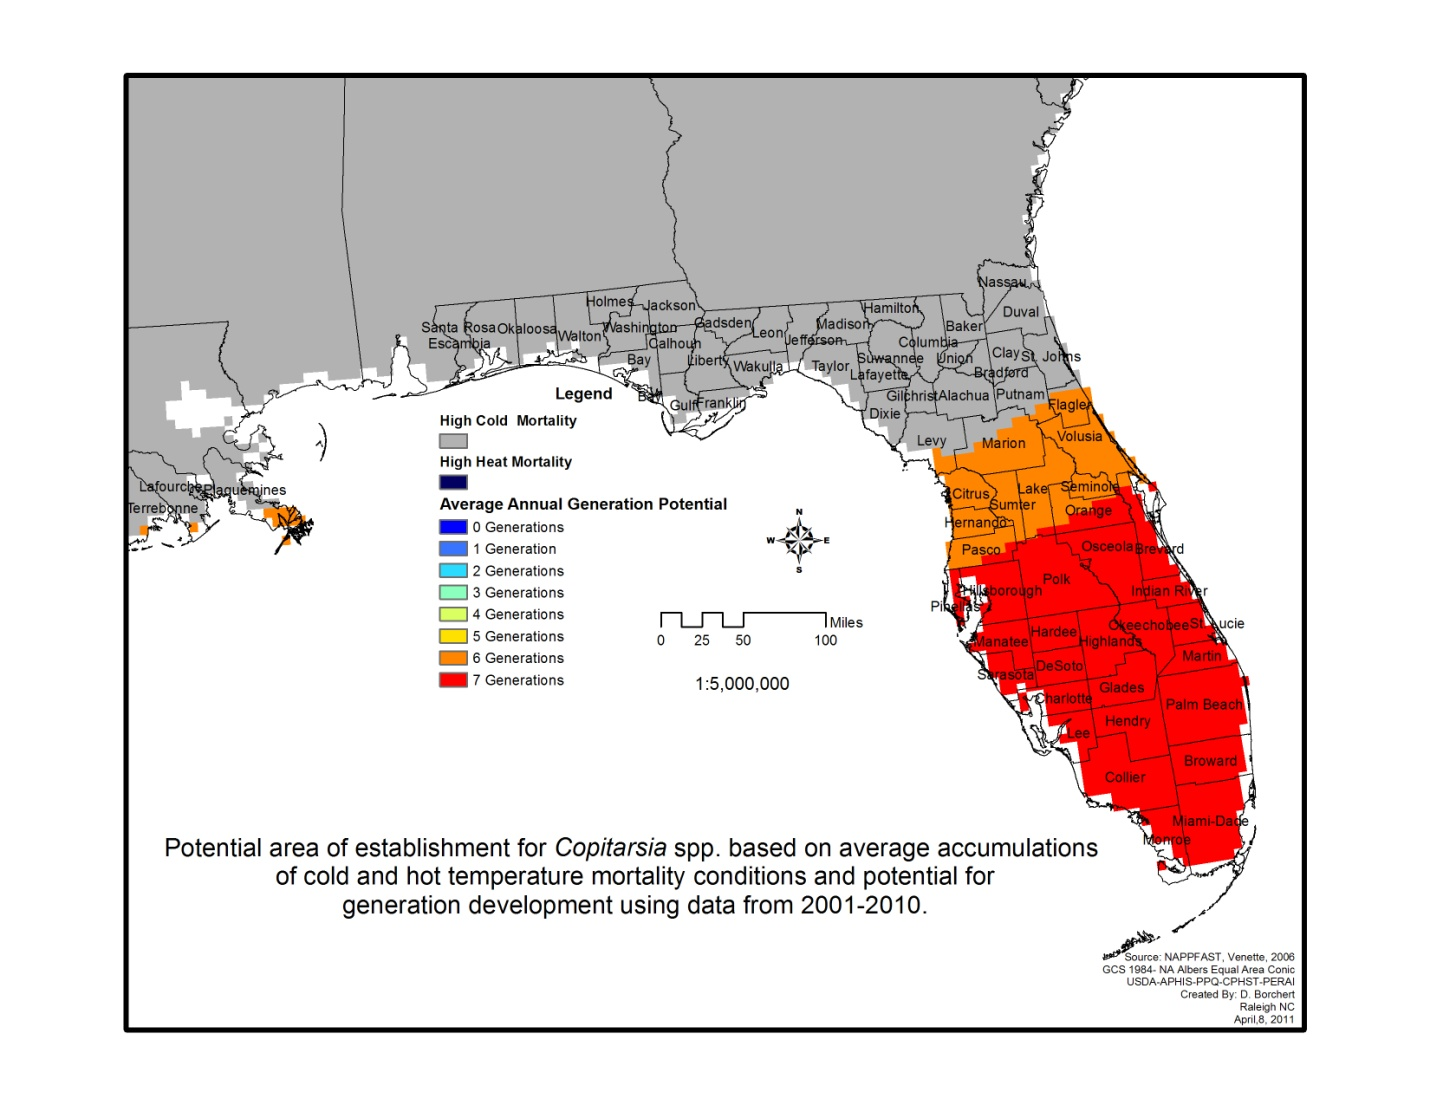 Nassau
Holmes
Jackson
Hamilton
Duval
Santa Rosa
Okaloosa
Walton
Washington
Gadsden
Leon
Madison
Baker
Escambia
Calhoun
Jefferson
Columbia
Bay
Liberty
Wakulla
Taylor
Suwannee
Union
Clay
St. Johns
Lafayette
Bradford
Bay
Gulf
Franklin
Gilchrist
Alachua
Putnam
Dixie
Flagler
Levy
Marion
Volusia
Lafourche
Plaquemines
Terrebonne
Citrus
Lake
Seminole
Sumter
Orange
Hernando
Pasco
Osceola
Brevard
Polk
Hillsborough
Indian River
Pinellas
Okeechobee
St. Lucie
Manatee
Hardee
Highlands
Martin
Sarasota
DeSoto
Glades
Charlotte
Palm Beach
Hendry
Lee
Broward
Collier
Miami-Dade
Monroe
Legend
High Cold Mortality
High Heat Mortality
Average Annual Generation Potential
0 Generations
1 Generation
2 Generations
3 Generations
4 Generations
5 Generations
6 Generations
7 Generations
N
W E
S
Miles
0 25 50 100
1:5,000,000
Potential area of establishment for Copitarsia spp. based on average accumulations
of cold and hot temperature mortality conditions and potential for
generation development using data from 2001-2010.
Source: NAPPFAST, Venette, 2006
GCS 1984- NA Albers Equal Area Conic
USDA-APHIS-PPQ-CPHST-PERAl
Created By: D. Borchert
Raleigh NC
April,8, 2011